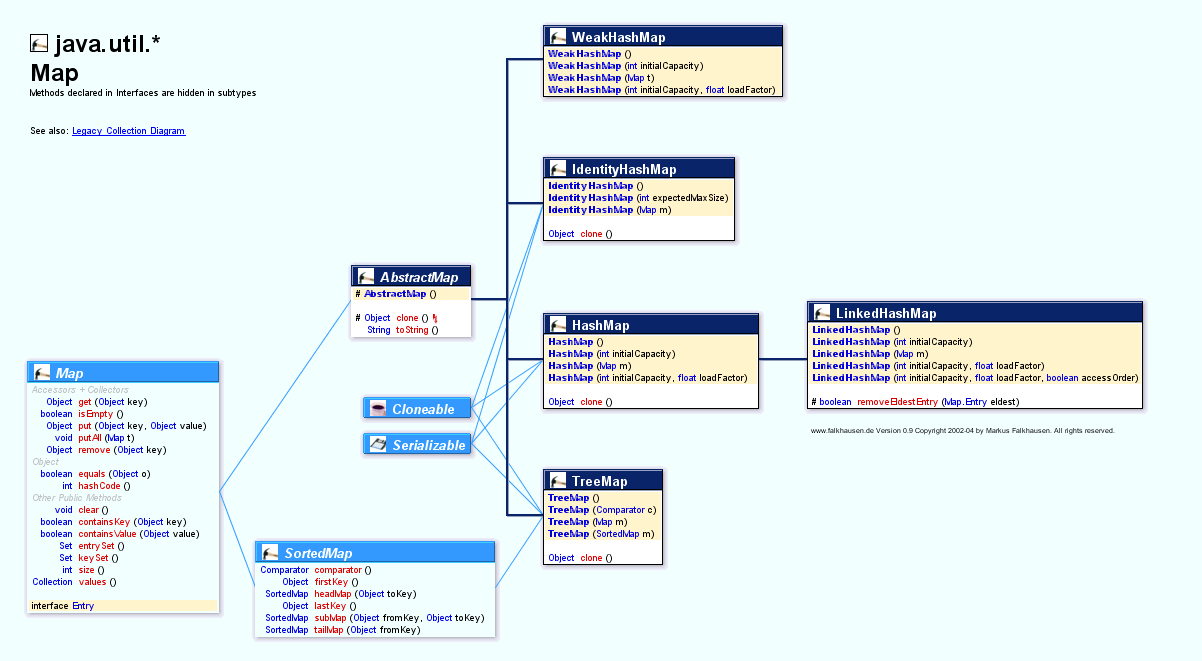 java.util.*
Map
Methods declared in Interfaces are hidden in subtypes
See also: Legacy Collection Diagram
WeakHashMap
WeakHashMap ()
WeakHashMap (int initialCapacity)
WeakHashMap (Map t)
WeakHashMap (int initialCapacity, float loadFactor)
IdentityHashMap
IdentityHashMap ()
IdentityHashMap (int expectedMaxSize)
IdentityHashMap (Map m)
Object clone ()
AbstractMap
# AbstractMap ()
# Object clone ()
String toString ()
HashMap
HashMap ()
HashMap (int initialCapacity)
HashMap (Map m)
HashMap (int initialCapacity, float loadFactor)
Object clone ()
LinkedHashMap
LinkedHashMap ()
LinkedHashMap (int initialCapacity)
LinkedHashMap (Map m)
LinkedHashMap (int initialCapacity, float loadFactor)
LinkedHashMap (int initialCapacity, float loadFactor, boolean accessOrder)
# boolean removeEldestEntry (Map.Entry eldest)
www.falkhausen.de Version 0.9 Copyright 2002-04 by Markus Falkhausen. All rights reserved.
Map
Accessors + Collectors
Object get (Object key)
boolean isEmpty ()
Object put (Object key, Object value)
void putAll (Map t)
Object remove (Object key)
Object
boolean equals (Object o)
int hashCode ()
Other Public Methods
void clear ()
boolean containsKey (Object key)
boolean containsValue (Object value)
Set entrySet ()
Set keySet ()
int size ()
Collection values ()
interface Entry
Cloneable
Serializable
TreeMap
TreeMap ()
TreeMap (Comparator c)
TreeMap (Map m)
TreeMap (SortedMap m)
Object clone ()
SortedMap
Comparator comparator ()
Object firstKey ()
SortedMap headMap (Object toKey)
Object lastKey ()
SortedMap subMap (Object fromKey, Object toKey)
SortedMap tailMap (Object fromKey)